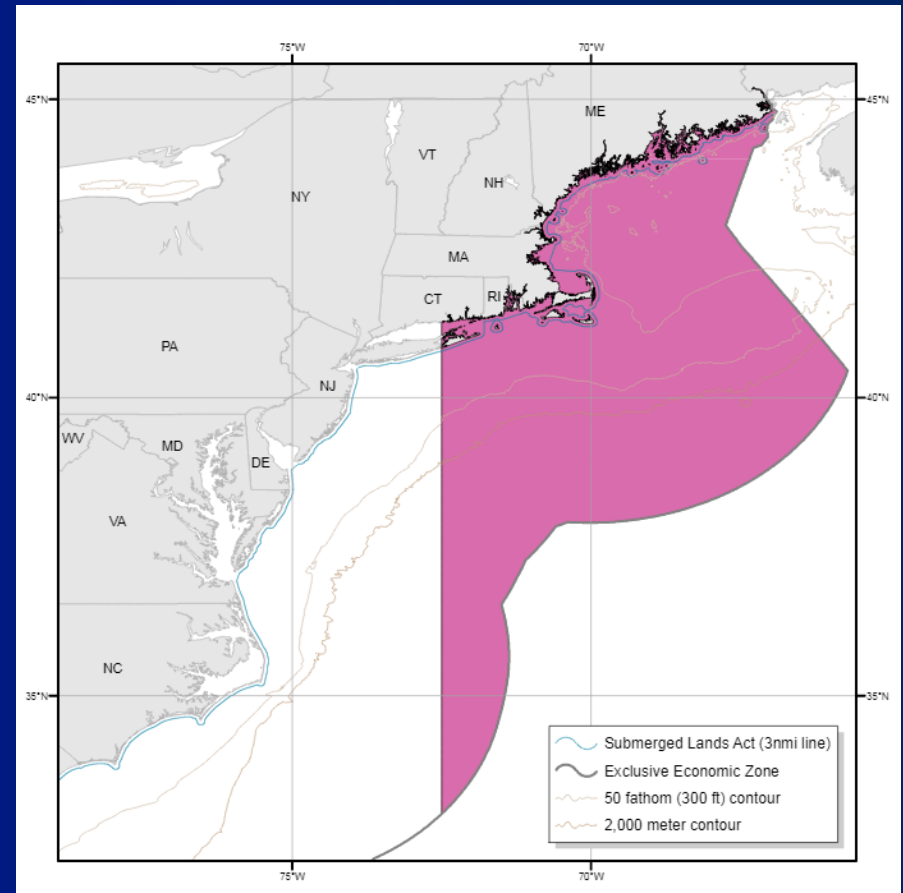 75°W 70°W
45°N 45°N
ME
VT
NH
NY
MA
CT RI
PA
NJ
40°N 40°N
WV
MD
DE
VA
NC
35°N 35°N
Submerged Lands Act (3nmi line)
Exclusive Economic Zone
50 fathom (300 ft) contour
2,000 meter contour
75°W 70°W